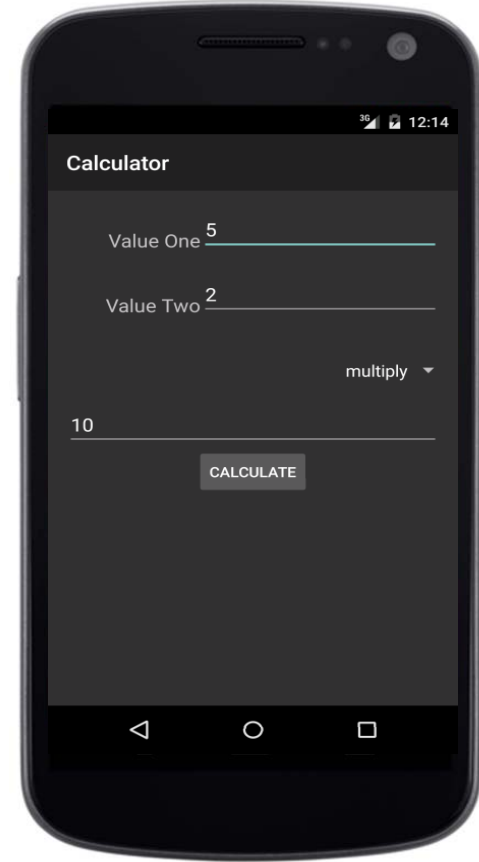 3G 12:14
Calculator
Value One 5
Value Two 2
multiply
10
CALCULATE